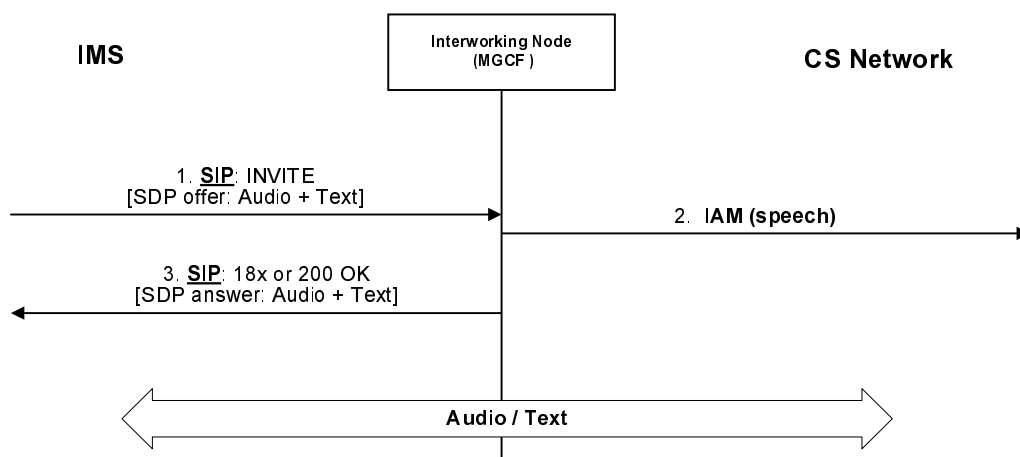 IMS
Interworking Node
(MGCF )
CS Network
1. SIP: INVITE
[SDP offer: Audio + Text]
2. IAM (speech)
3. SIP: 18x or 200 OK
[SDP answer: Audio + Text]
Audio / Text